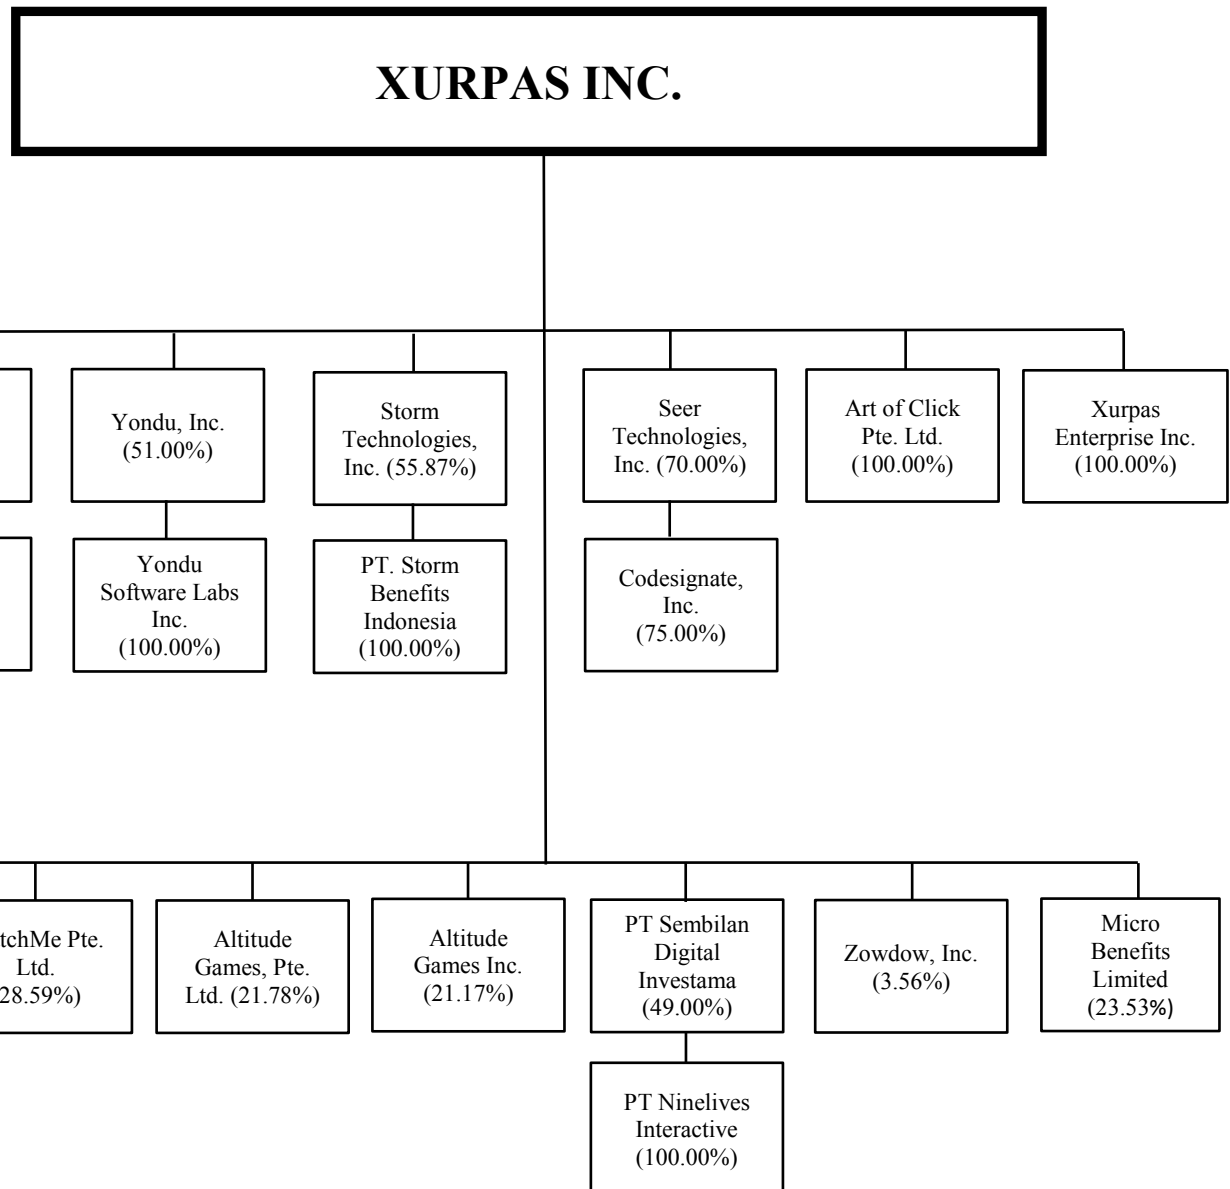 XURPAS INC.
Yondu, Inc.
(51.00%)
Storm
Technologies,
Inc. (55.87%)
Seer
Technologies,
Inc. (70.00%)
Art of Click
Pte. Ltd.
(100.00%)
Xurpas
Enterprise Inc.
(100.00%)
Yondu
Software Labs
Inc.
(100.00%)
PT. Storm
Benefits
Indonesia
(100.00%)
Codesignate,
Inc.
(75.00%)
tchMe Pte.
Ltd.
28.59%)
Altitude
Games, Pte.
Ltd. (21.78%)
Altitude
Games Inc.
(21.17%)
PT Sembilan
Digital
Investama
(49.00%)
Zowdow, Inc.
(3.56%)
Micro
Benefits
Limited
(23.53%)
PT Ninelives
Interactive
(100.00%)